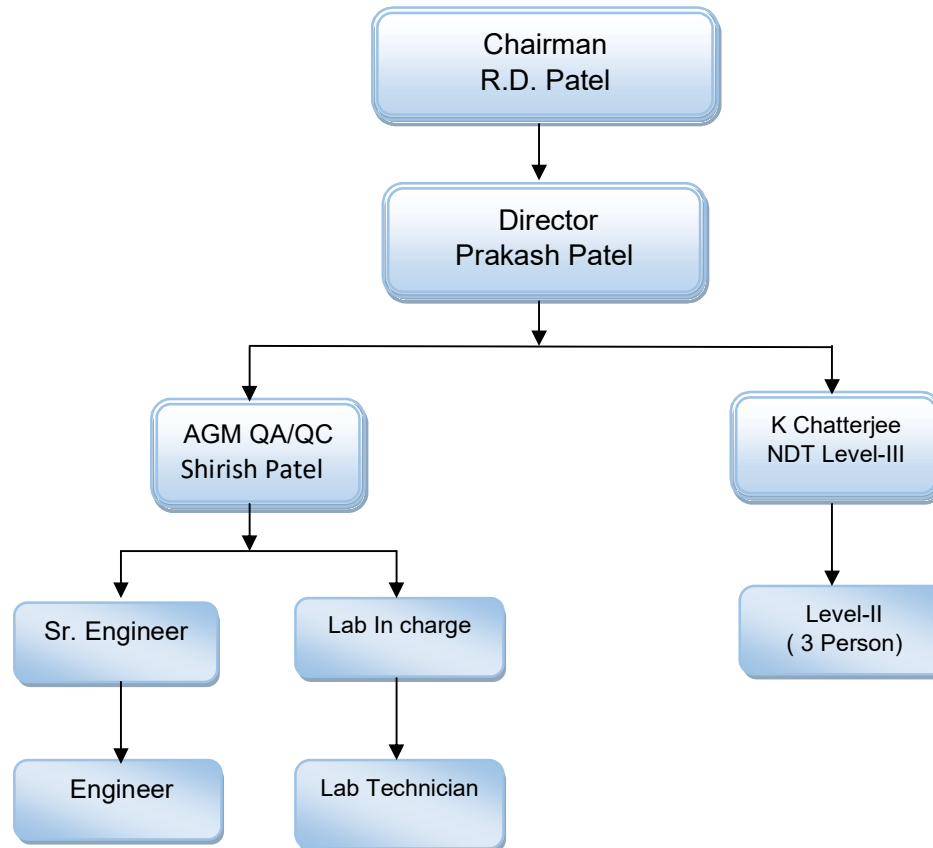 Chairman
R.D. Patel
Director
Prakash Patel
AGM QA/QC
Shirish Patel
K Chatterjee
NDT Level-III
Sr. Engineer
Lab In charge
Level-II
( 3 Person)
Engineer
Lab Technician